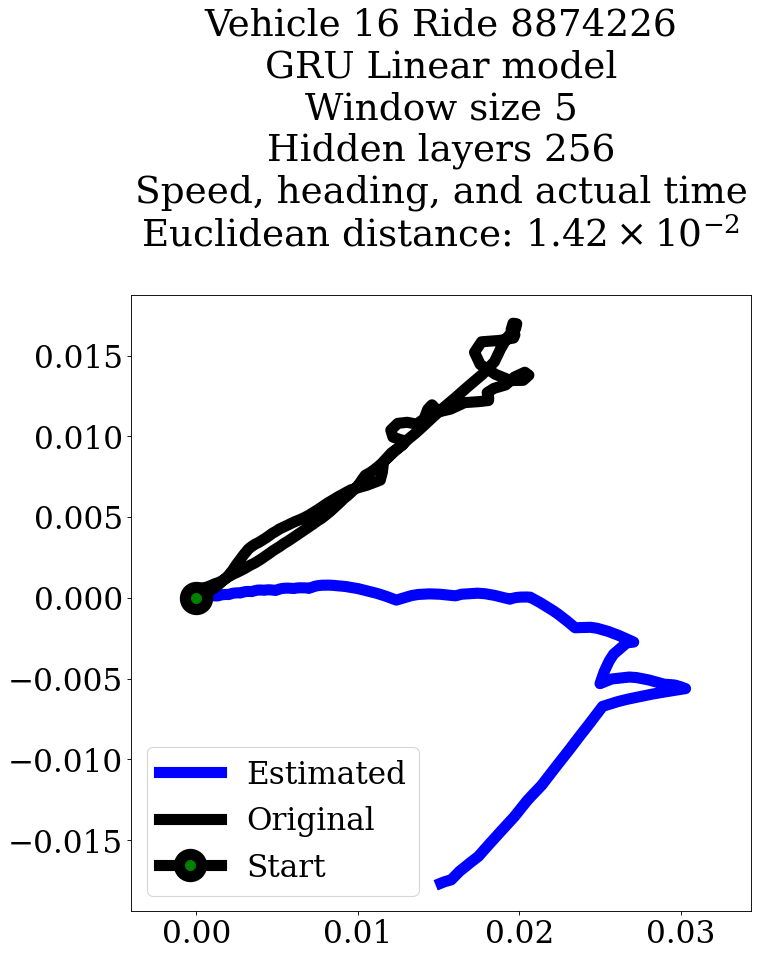 Vehicle 16 Ride 8874226
GRU Linear model
Window size 5
Hidden layers 256
Speed, heading, and actual time
Euclidean distance: 1.42 × 10⁻²
0.015
0.010
0.005
0.000
−0.005
−0.010
−0.015
Estimated
Original
Start
0.00 0.01 0.02 0.03